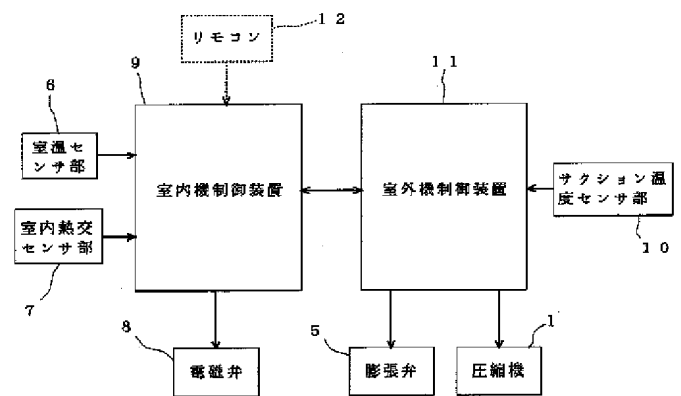 12
リモコン
9
11
6
室温セ
ンサ部
室内機制御装置
室外機制御装置
サクション温
度センサ部
10
室内熱交
センサ部
7
8
電磁弁
5
膨張弁
1
圧縮機